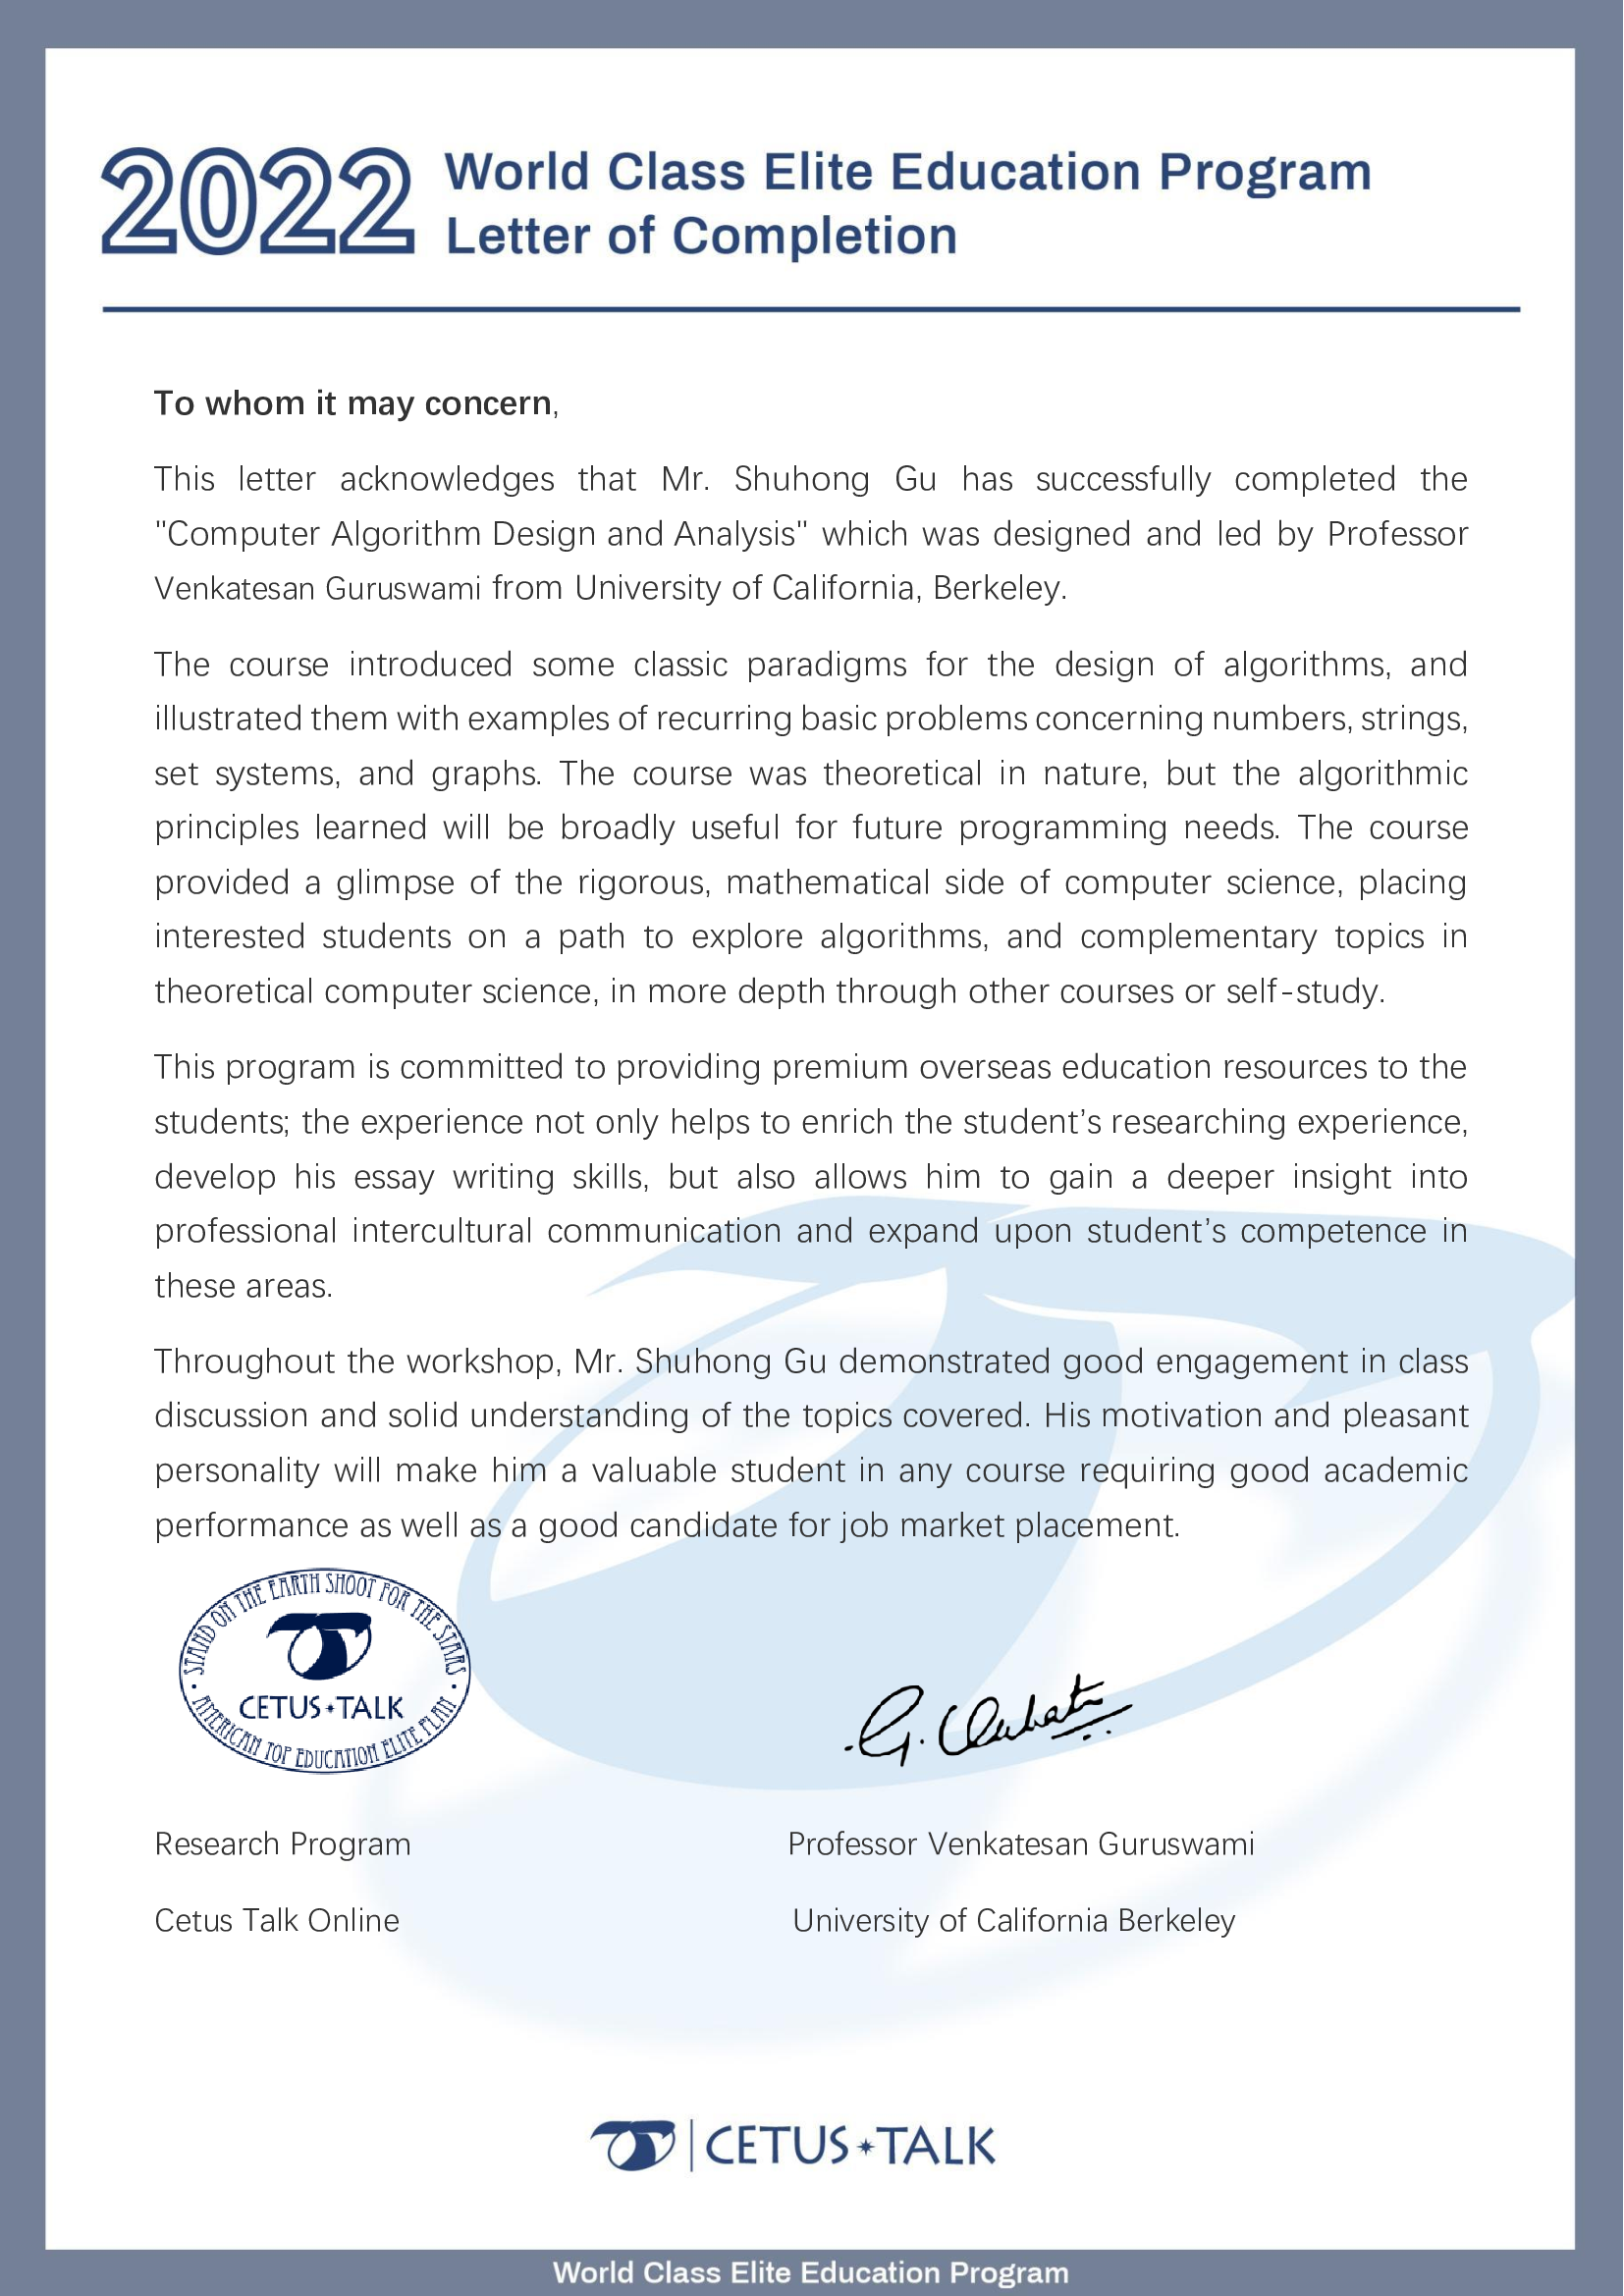 2022 World Class Elite Education Program
Letter of Completion
To whom it may concern,
This letter acknowledges that Mr. Shuhong Gu has successfully completed the
"Computer Algorithm Design and Analysis" which was designed and led by Professor
Venkatesan Guruswami from University of California, Berkeley.
The course introduced some classic paradigms for the design of algorithms, and
illustrated them with examples of recurring basic problems concerning numbers, strings,
set systems, and graphs. The course was theoretical in nature, but the algorithmic
principles learned will be broadly useful for future programming needs. The course
provided a glimpse of the rigorous, mathematical side of computer science, placing
interested students on a path to explore algorithms, and complementary topics in
theoretical computer science, in more depth through other courses or self-study.
This program is committed to providing premium overseas education resources to the
students; the experience not only helps to enrich the student’s researching experience,
develop his essay writing skills, but also allows him to gain a deeper insight into
professional intercultural communication and expand upon student’s competence in
these areas.
Throughout the workshop, Mr. Shuhong Gu demonstrated good engagement in class
discussion and solid understanding of the topics covered. His motivation and pleasant
personality will make him a valuable student in any course requiring good academic
performance as well as a good candidate for job market placement.
STAND ON THE EARTH SHOOT FOR THE STARS
CETUS TALK
AMERICAN TOP EDUCATION ELITE PLAN
Research Program
Professor Venkatesan Guruswami
Cetus Talk Online
University of California Berkeley
CETUS TALK
World Class Elite Education Program